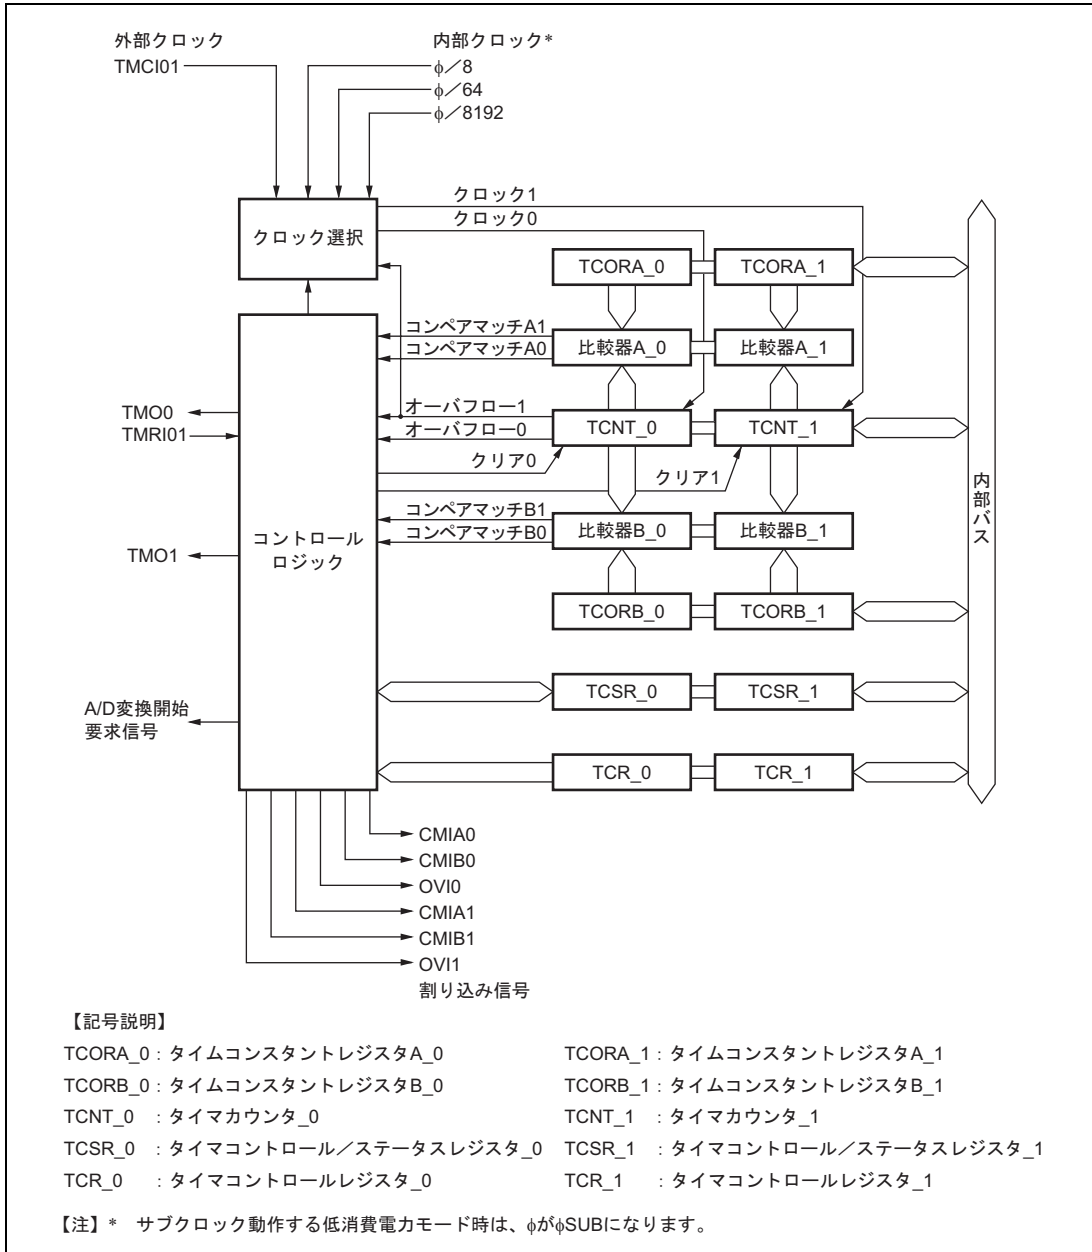 外部クロック
TMCI01
内部クロック*
φ／8
φ／64
φ／8192
クロック1
クロック0
クロック選択
TCORA_0
TCORA_1
コンペアマッチA1
コンペアマッチA0
比較器A_0
比較器A_1
TMO0
TMRI01
オーバフロー1
オーバフロー0
TCNT_0
TCNT_1
クリア0
クリア1
内部バス
コンペアマッチB1
コンペアマッチB0
比較器B_0
比較器B_1
コントロール
ロジック
TMO1
TCORB_0
TCORB_1
TCSR_0
TCSR_1
A/D変換開始
要求信号
TCR_0
TCR_1
CMIA0
CMIB0
OVI0
CMIA1
CMIB1
OVI1
割り込み信号
【記号説明】
TCORA_0：タイムコンスタントレジスタA_0
TCORA_1：タイムコンスタントレジスタA_1
TCORB_0：タイムコンスタントレジスタB_0
TCORB_1：タイムコンスタントレジスタB_1
TCNT_0 ：タイマカウンタ_0
TCNT_1 ：タイマカウンタ_1
TCSR_0 ：タイマコントロール／ステータスレジスタ_0
TCSR_1 ：タイマコントロール／ステータスレジスタ_1
TCR_0 ：タイマコントロールレジスタ_0
TCR_1 ：タイマコントロールレジスタ_1
【注】* サブクロック動作する低消費電力モード時は、φがφSUBになります。